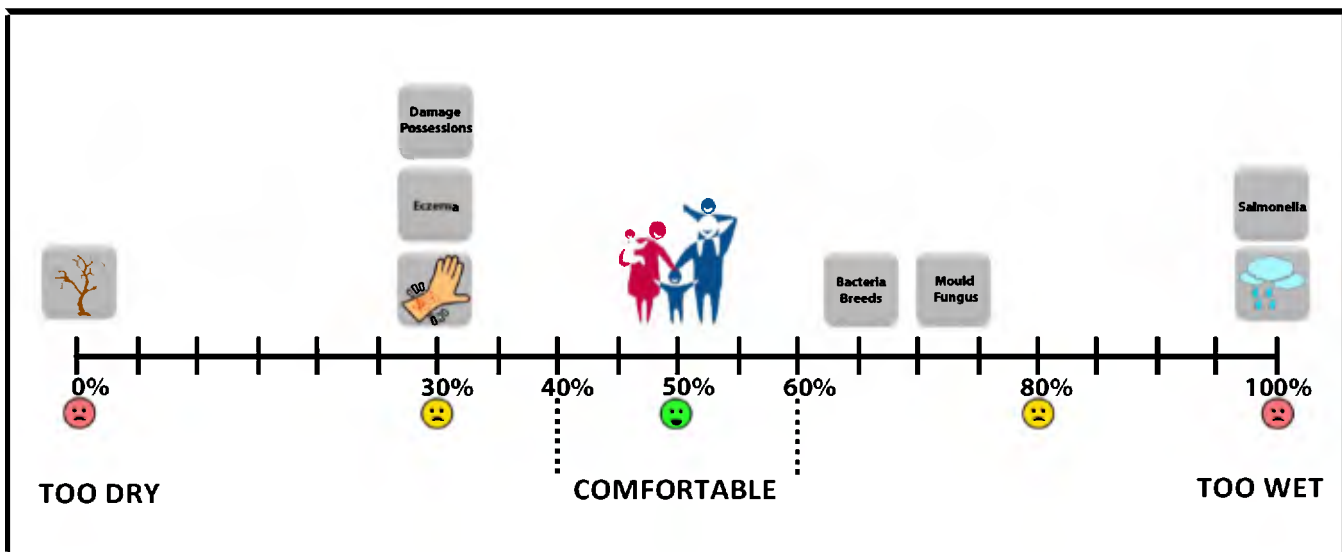 Damage
Possessions
Eczema
Salmonella
Bacteria
Breeds
Mould
Fungus
0% 30% 40% 50% 60% 80% 100%
TOO DRY COMFORTABLE TOO WET